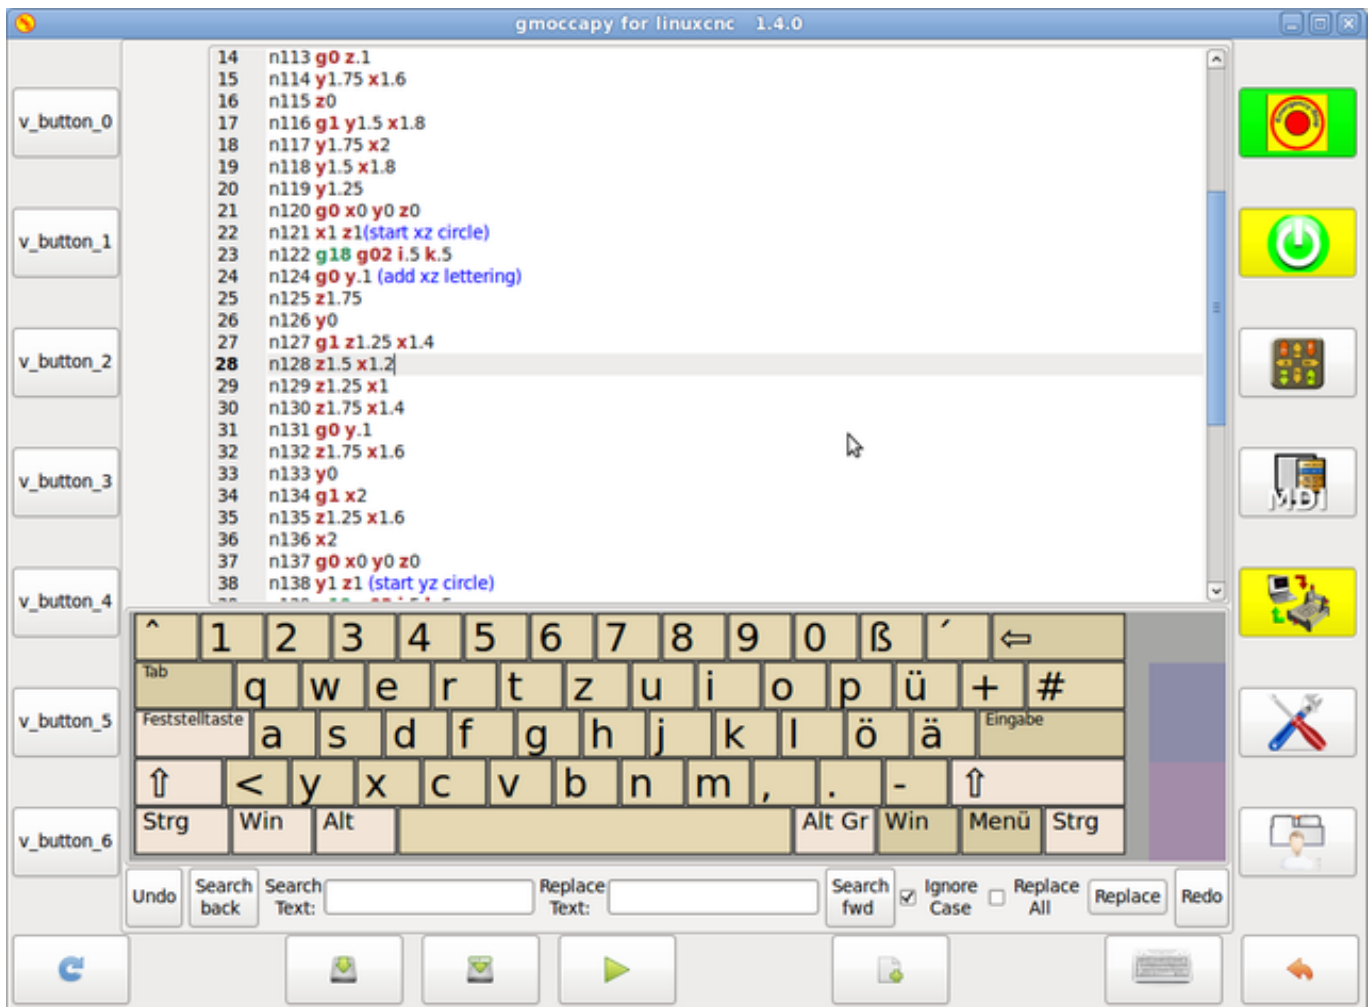 gmoccapy for linuxcnc 1.4.0
v_button_0
v_button_1
v_button_2
v_button_3
v_button_4
v_button_5
v_button_6
14 n113 g0 z.1
15 n114 y1.75 x1.6
16 n115 z0
17 n116 g1 y1.5 x1.8
18 n117 y1.75 x2
19 n118 y1.5 x1.8
20 n119 y1.25
21 n120 g0 x0 y0 z0
22 n121 x1 z1(start xz circle)
23 n122 g18 g02 i.5 k.5
24 n124 g0 y.1 (add xz lettering)
25 n125 z1.75
26 n126 y0
27 n127 g1 z1.25 x1.4
28 n128 z1.5 x1.2
29 n129 z1.25 x1
30 n130 z1.75 x1.4
31 n131 g0 y.1
32 n132 z1.75 x1.6
33 n133 y0
34 n134 g1 x2
35 n135 z1.25 x1.6
36 n136 x2
37 n137 g0 x0 y0 z0
38 n138 y1 z1 (start yz circle)
MDI
^ 1 2 3 4 5 6 7 8 9 0 ß ´ ⇦
Tab q w e r t z u i o p ü + #
Feststelltaste a s d f g h j k l ö ä Eingabe
⇧ < y x c v b n m , . - ⇧
Strg Win Alt Alt Gr Win Menü Strg
Undo
Search back
Search Text:
Replace Text:
Search fwd
Ignore Case
Replace All
Replace
Redo